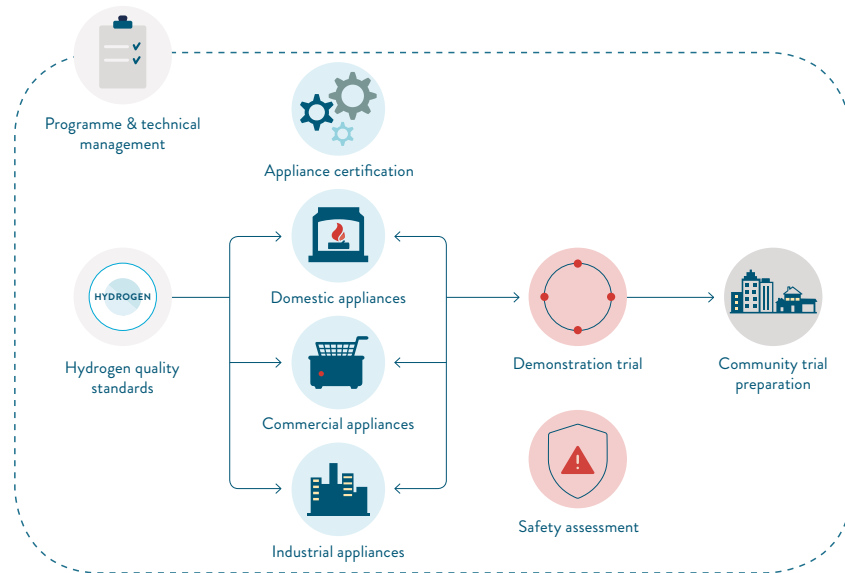 Programme & technical
management
Appliance certification
Domestic appliances
HYDROGEN
Hydrogen quality
standards
Commercial appliances
Industrial appliances
Demonstration trial
Safety assessment
Community trial
preparation